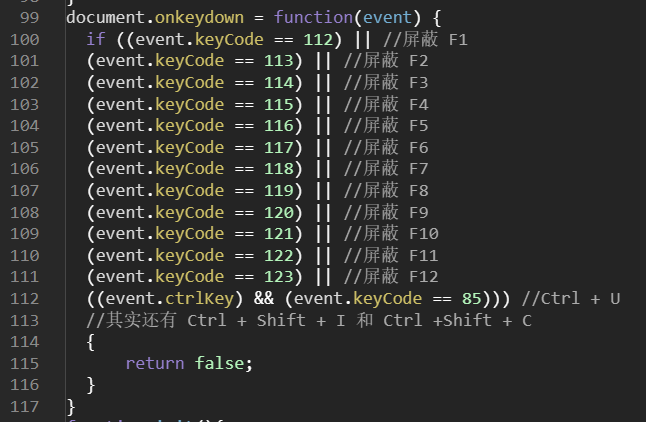 99 document.onkeydown = function(event) {
100 if ((event.keyCode == 112) || //屏蔽 F1
101 (event.keyCode == 113) || //屏蔽 F2
102 (event.keyCode == 114) || //屏蔽 F3
103 (event.keyCode == 115) || //屏蔽 F4
104 (event.keyCode == 116) || //屏蔽 F5
105 (event.keyCode == 117) || //屏蔽 F6
106 (event.keyCode == 118) || //屏蔽 F7
107 (event.keyCode == 119) || //屏蔽 F8
108 (event.keyCode == 120) || //屏蔽 F9
109 (event.keyCode == 121) || //屏蔽 F10
110 (event.keyCode == 122) || //屏蔽 F11
111 (event.keyCode == 123) || //屏蔽 F12
112 ((event.ctrlKey) && (event.keyCode == 85))) //Ctrl + U
113 //其实还有 Ctrl + Shift + I 和 Ctrl +Shift + C
114 {
115 return false;
116 }
117 }